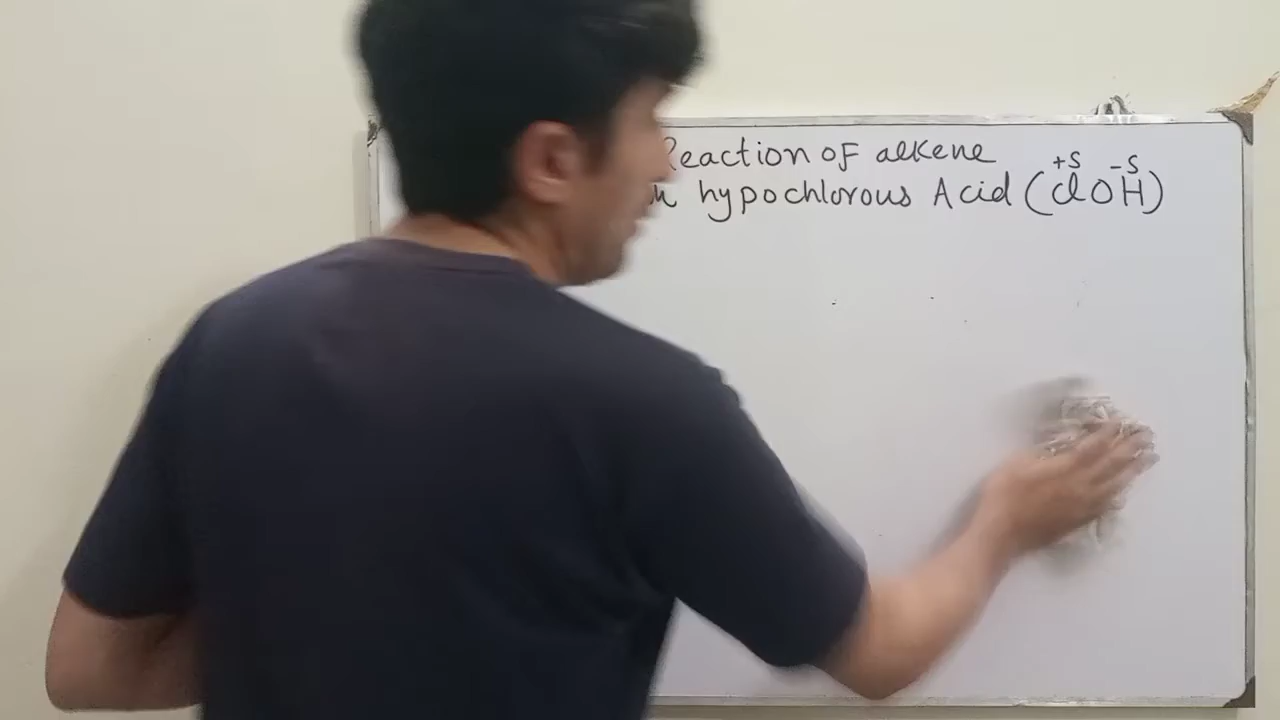 Reaction of alkene
+δ -δ
hypochlorous Acid (ClOH)